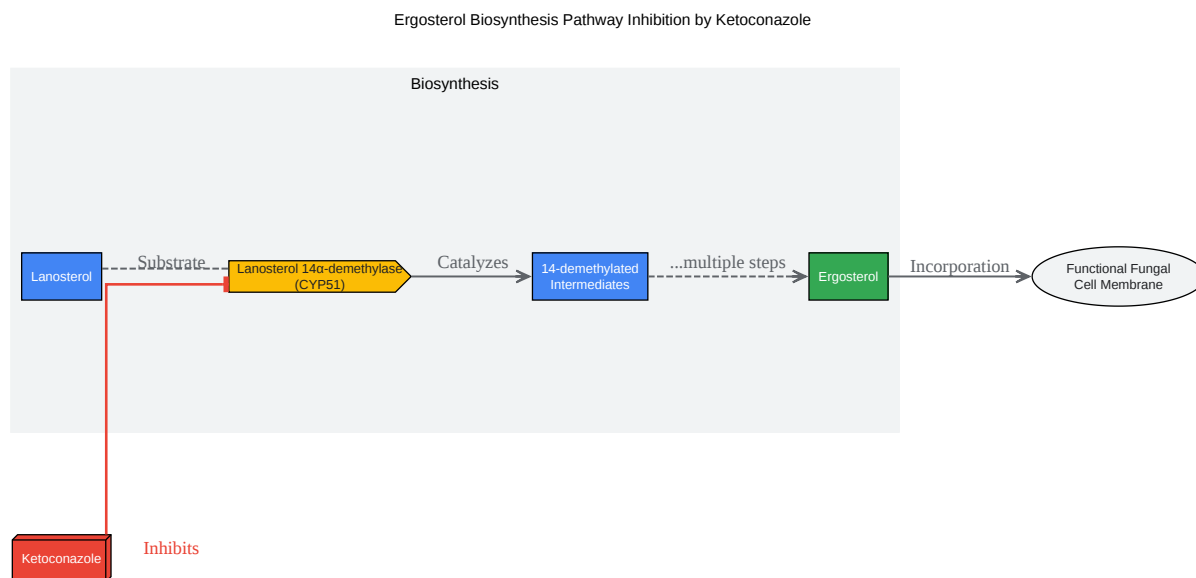 Ergosterol Biosynthesis Pathway Inhibition by Ketoconazole
Biosynthesis
Lanosterol
Substrate
Lanosterol 14α-demethylase
(CYP51)
Catalyzes
14-demethylated
Intermediates
...multiple steps
Ergosterol
Incorporation
Functional Fungal
Cell Membrane
Ketoconazole
Inhibits